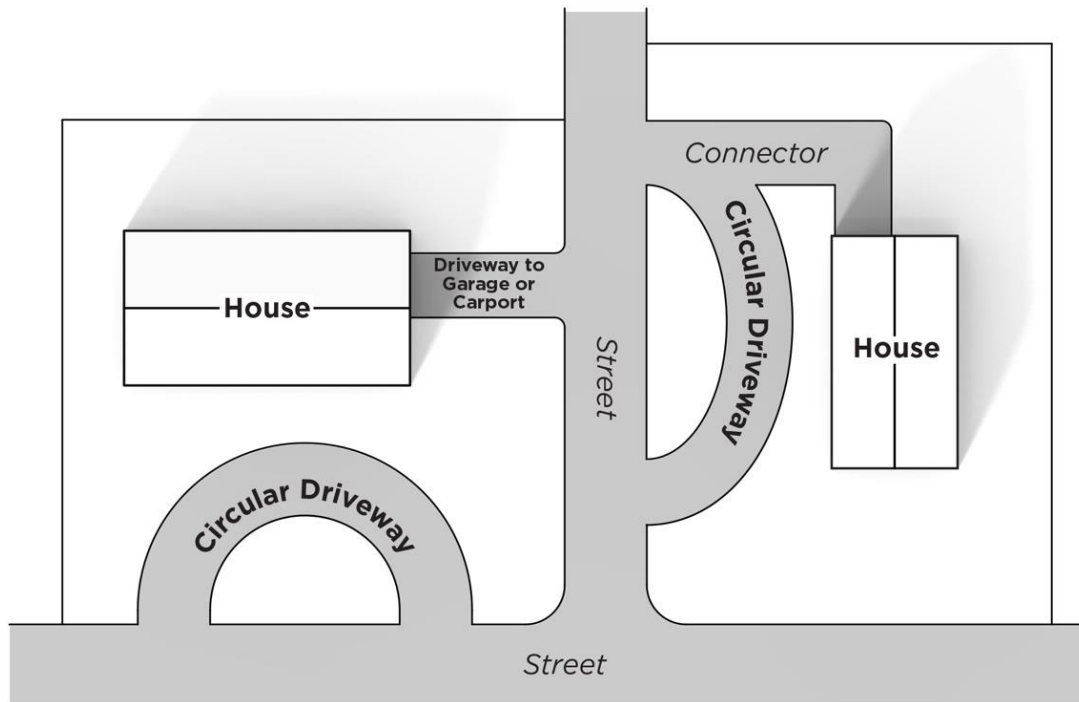 Connector
Circular Driveway
Driveway to
Garage or
Carport
House
House
Street
Circular Driveway
Street